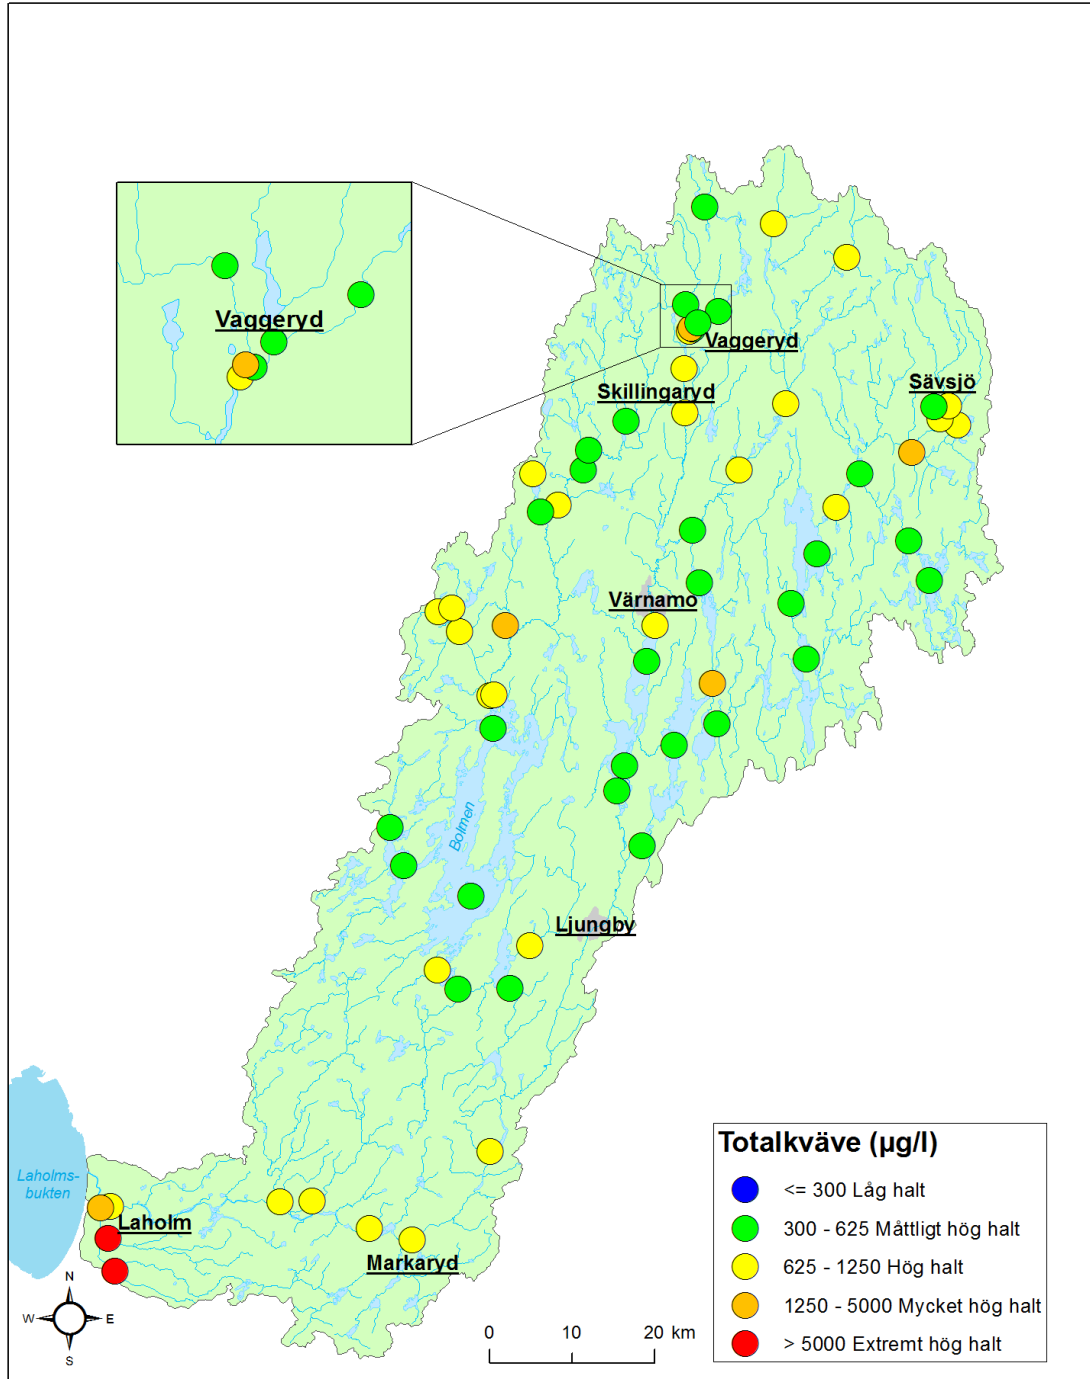 Vaggeryd
Vaggeryd
Skillingaryd
Sävsjö
Värnamo
Bolmen
Ljungby
Laholms-
bukten
Laholm
Markaryd
N
W
E
S
0 10 20 km
Totalkväve (µg/l)
<= 300 Låg halt
300 - 625 Måttligt hög halt
625 - 1250 Hög halt
1250 - 5000 Mycket hög halt
> 5000 Extremt hög halt